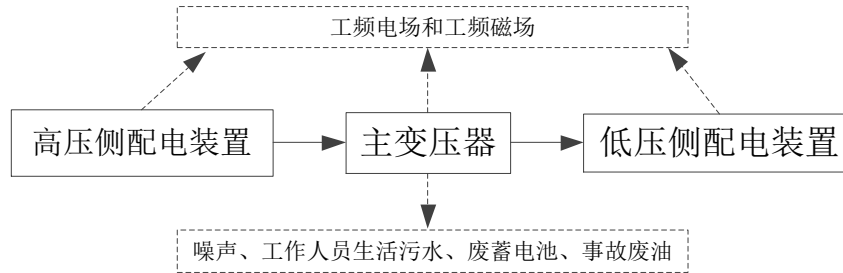 工频电场和工频磁场
高压侧配电装置
主变压器
低压侧配电装置
噪声、工作人员生活污水、废蓄电池、事故废油